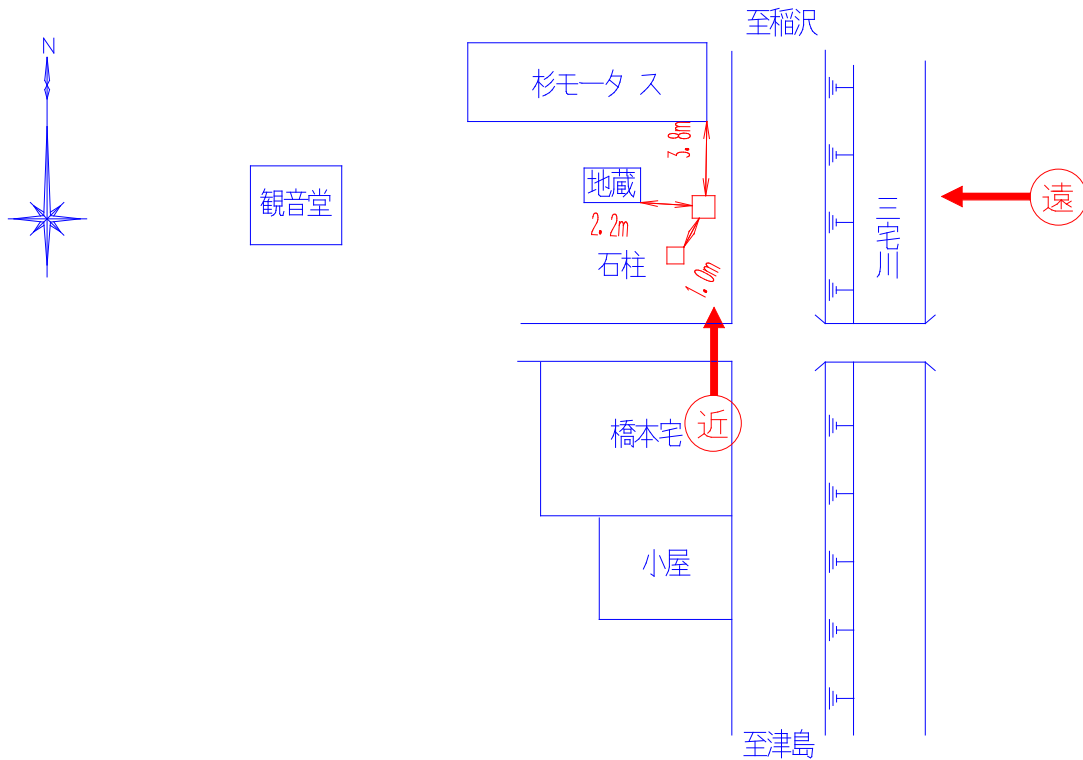 至稲沢
N
杉モータ ス
3.8m
地蔵
観音堂
遠
三宅川
2.2m
石柱
1.0m
近
橋本宅
小屋
至津島